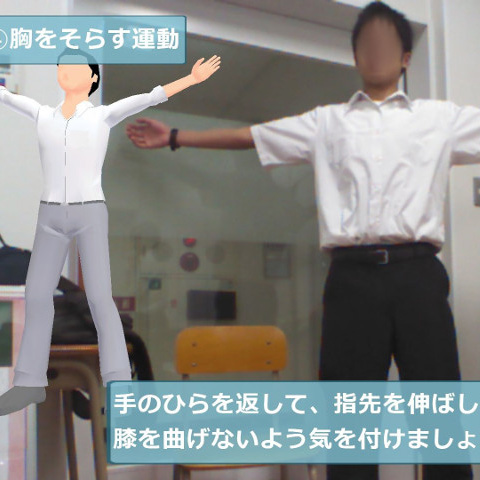 胸をそらす運動
手のひらを返して、指先を伸ばし
膝を曲げないよう気を付けましょ